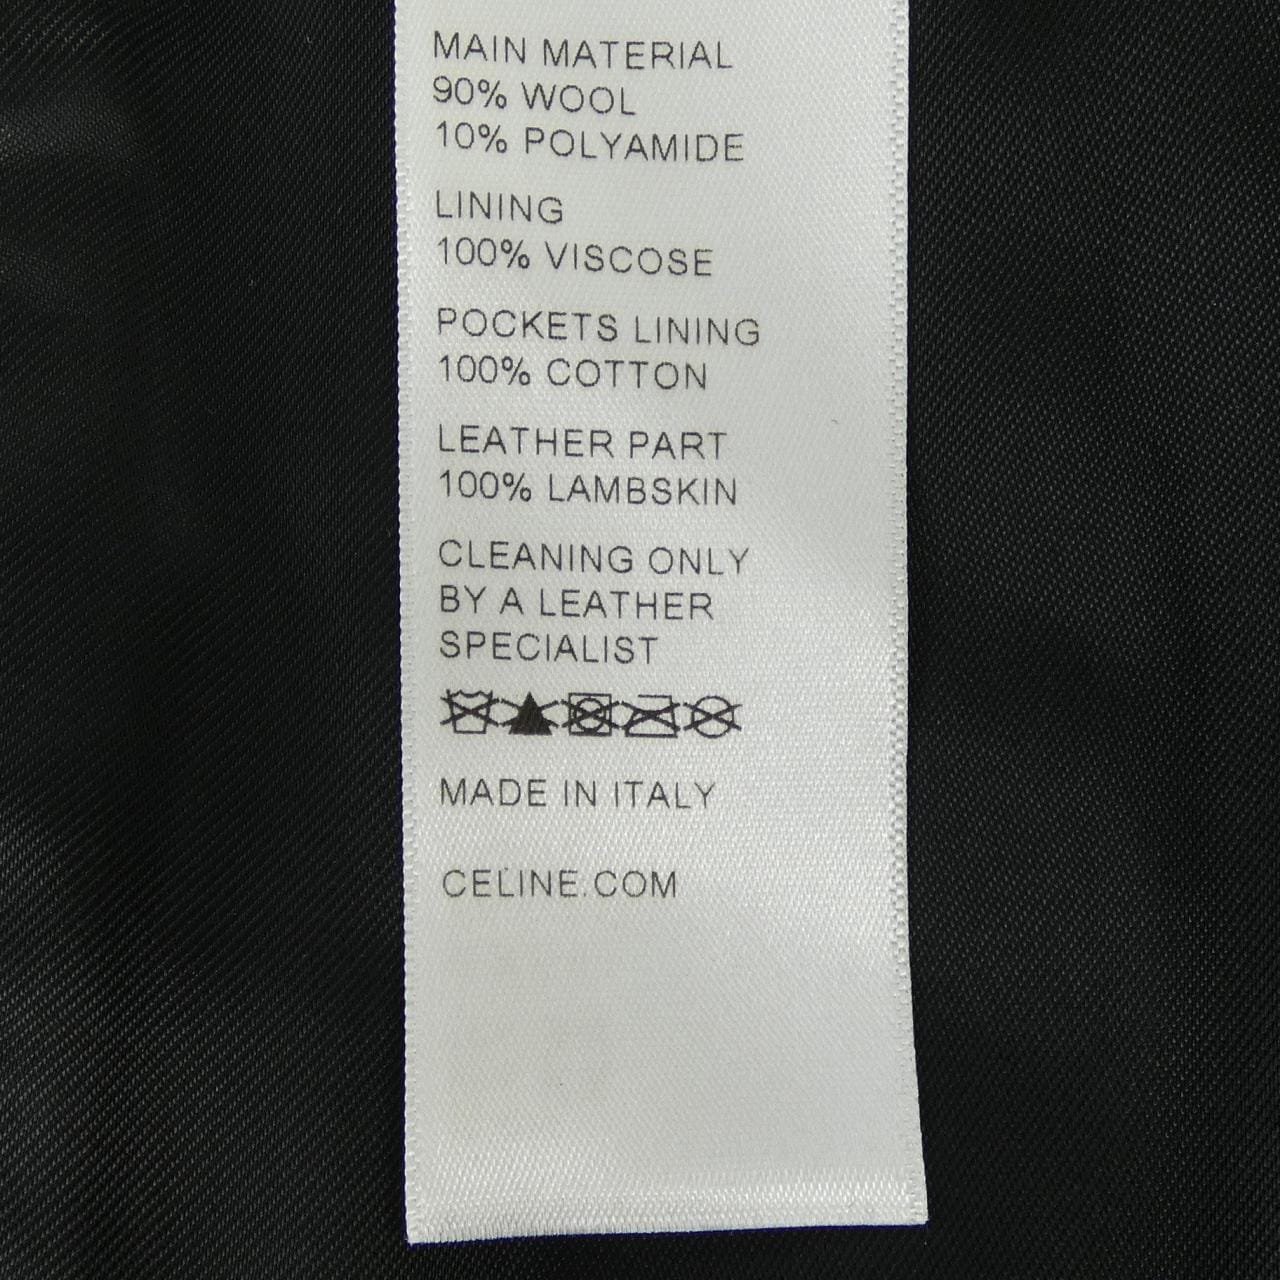 MAIN MATERIAL
90% WOOL
10% POLYAMIDE
LINING
100% VISCOSE
POCKETS LINING
100% COTTON
LEATHER PART
100% LAMBSKIN
CLEANING ONLY
BY A LEATHER
SPECIALIST
MADE IN ITALY
CELINE.COM